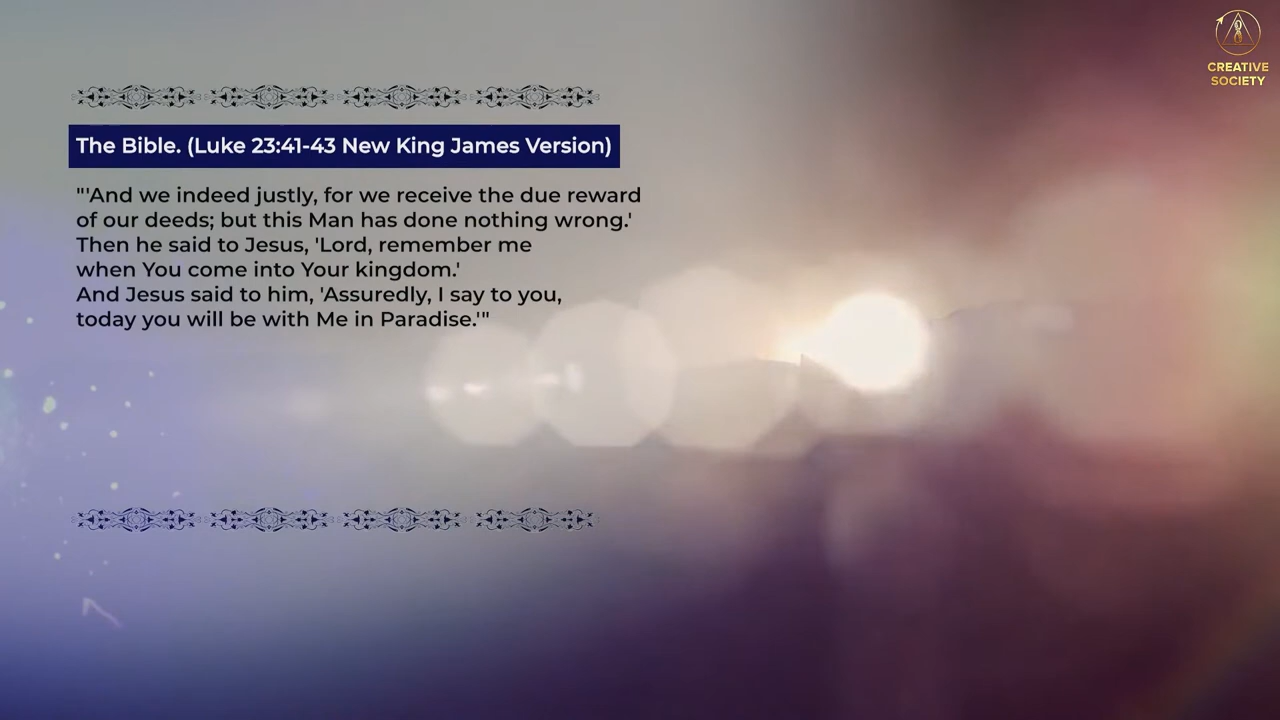 CREATIVE
SOCIETY
The Bible. (Luke 23:41-43 New King James Version)
"'And we indeed justly, for we receive the due reward
of our deeds; but this Man has done nothing wrong.'
Then he said to Jesus, 'Lord, remember me
when You come into Your kingdom.'
And Jesus said to him, 'Assuredly, I say to you,
today you will be with Me in Paradise.'"